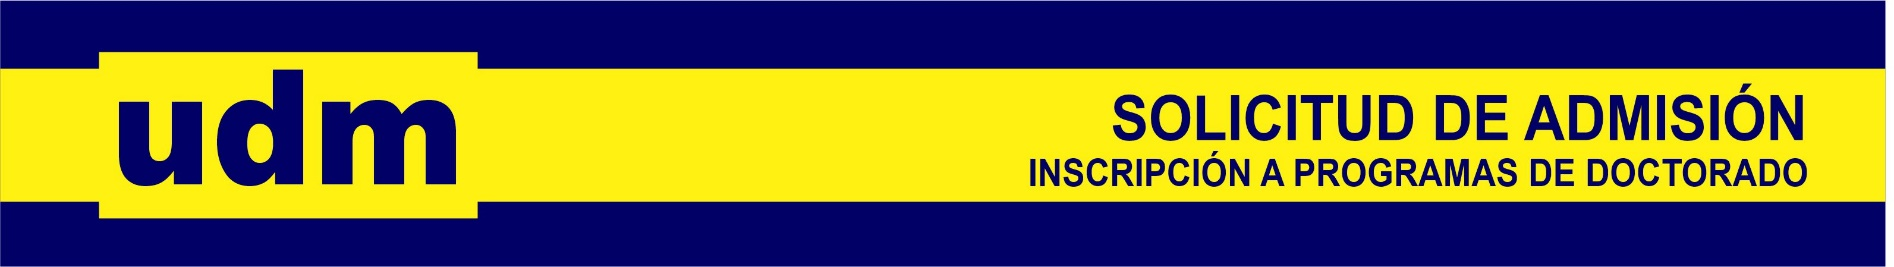 udm
SOLICITUD DE ADMISIÓN
INSCRIPCIÓN A PROGRAMAS DE DOCTORADO